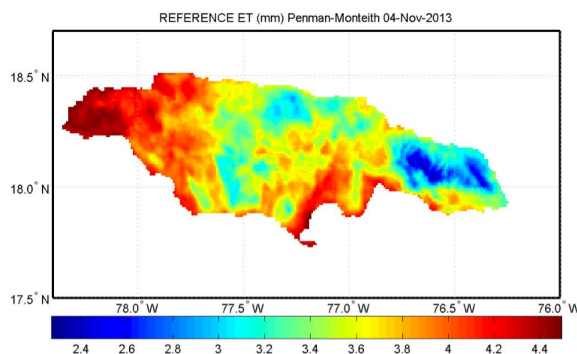 REFERENCE ET (mm) Penman-Monteith 04-Nov-2013
18.5° N
18.0° N
17.5° N
78.0° W 77.5° W 77.0° W 76.5° W 76.0° W
2.4 2.6 2.8 3 3.2 3.4 3.6 3.8 4 4.2 4.4